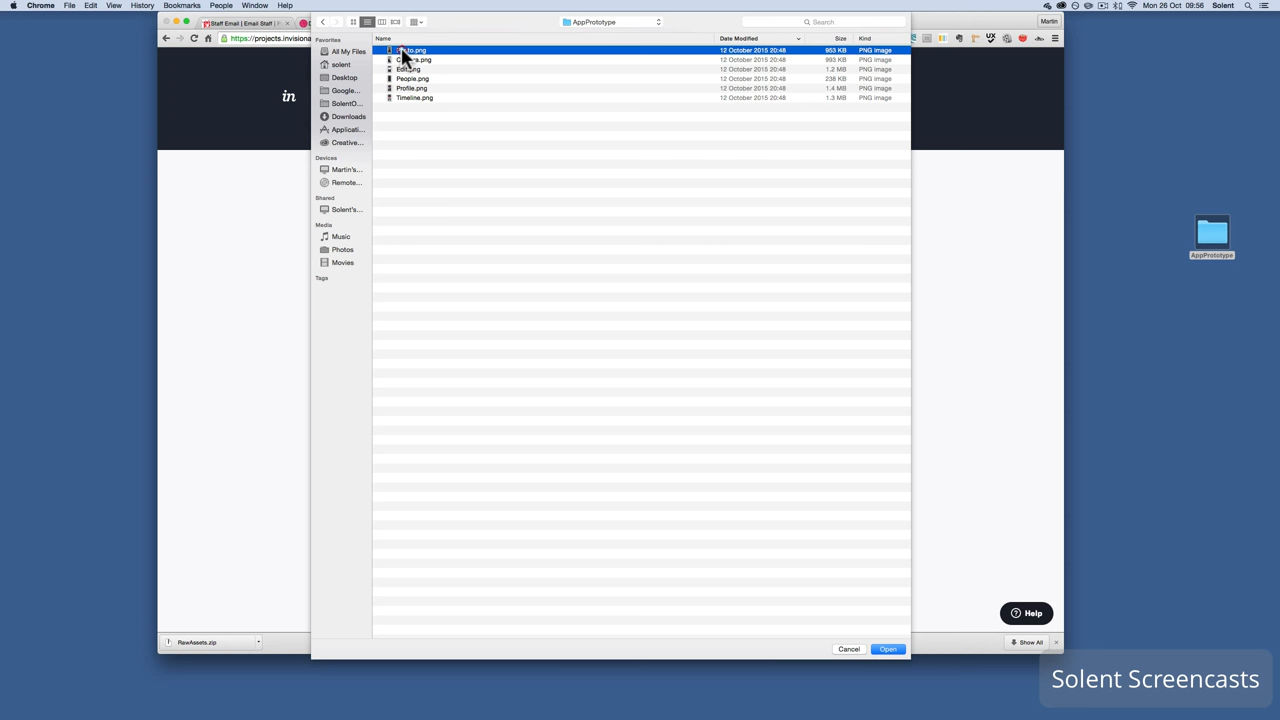 Chrome File Edit View History Bookmarks People Window Help
Mon 26 Oct 09:56 Solent
Staff Email | Email Staff | F
Martin
https://projects.invision
AppPrototype
Search
in
Favorites
All My Files
solent
Desktop
Google...
SolentO...
Downloads
Applicati...
Creative...
Devices
Martin's...
Remote...
Shared
Solent's...
Media
Music
Photos
Movies
Tags
Name Date Modified Size Kind
to.png 12 October 2015 20:48 953 KB PNG image
.png 12 October 2015 20:48 993 KB PNG image
Edit.png 12 October 2015 20:48 1.2 MB PNG image
People.png 12 October 2015 20:48 238 KB PNG image
Profile.png 12 October 2015 20:48 1.4 MB PNG image
Timeline.png 12 October 2015 20:48 1.3 MB PNG image
AppPrototype
Help
RawAssets.zip
Show All
Cancel Open
Solent Screencasts